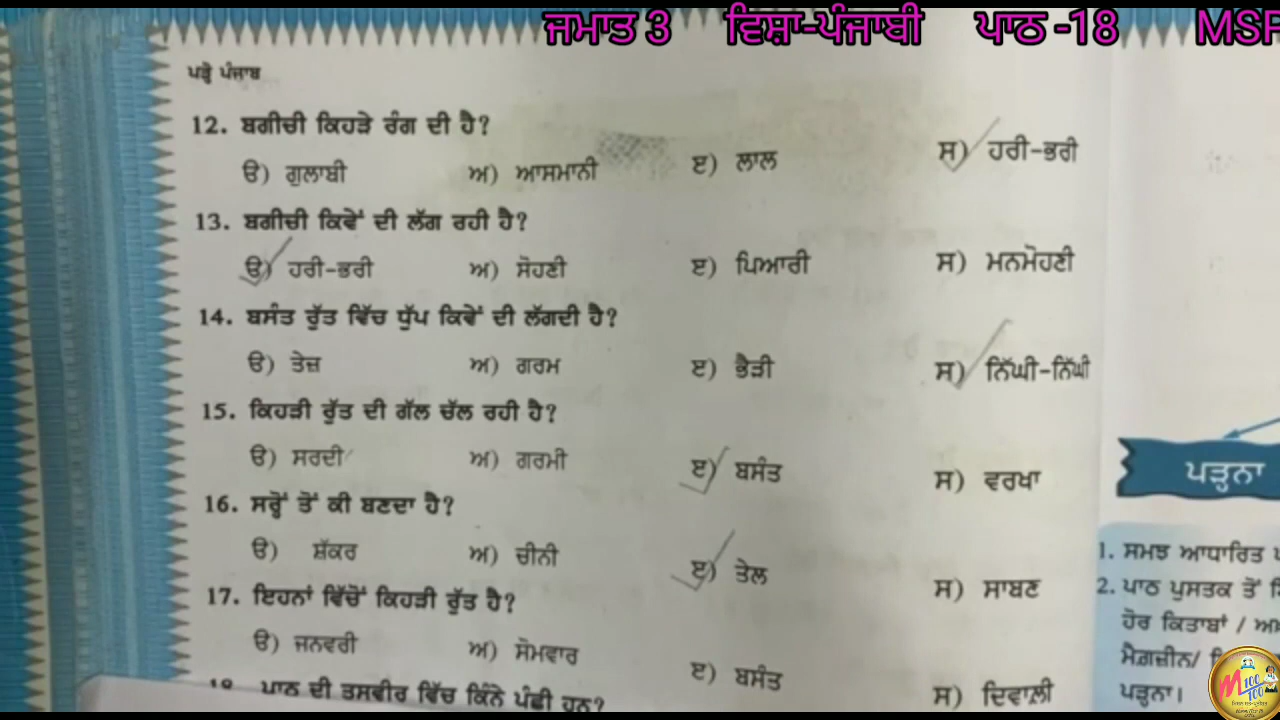 ਜਮਾਤ 3 ਵਿਸ਼ਾ-ਪੰਜਾਬੀ ਪਾਠ -18 MSP
ਪੜ੍ਹੋ ਪੰਜਾਬ
12. ਬਗੀਚੀ ਕਿਹੜੇ ਰੰਗ ਦੀ ਹੈ?
ੳ) ਗੁਲਾਬੀ ਅ) ਆਸਮਾਨੀ ੲ) ਲਾਲ ਸ) ਹਰੀ-ਭਰੀ
13. ਬਗੀਚੀ ਕਿਵੇਂ ਦੀ ਲੱਗ ਰਹੀ ਹੈ?
ੳ) ਹਰੀ-ਭਰੀ ਅ) ਸੋਹਣੀ ੲ) ਪਿਆਰੀ ਸ) ਮਨਮੋਹਣੀ
14. ਬਸੰਤ ਰੁੱਤ ਵਿੱਚ ਧੁੱਪ ਕਿਵੇਂ ਦੀ ਲੱਗਦੀ ਹੈ?
ੳ) ਤੇਜ਼ ਅ) ਗਰਮ ੲ) ਭੈੜੀ ਸ) ਨਿੱਘੀ-ਨਿੱਘੀ
15. ਕਿਹੜੀ ਰੁੱਤ ਦੀ ਗੱਲ ਚੱਲ ਰਹੀ ਹੈ?
ੳ) ਸਰਦੀ ਅ) ਗਰਮੀ ੲ) ਬਸੰਤ ਸ) ਵਰਖਾ
16. ਸਰ੍ਹੋਂ ਤੋਂ ਕੀ ਬਣਦਾ ਹੈ?
ੳ) ਸ਼ੱਕਰ ਅ) ਚੀਨੀ ੲ) ਤੇਲ ਸ) ਸਾਬਣ
17. ਇਹਨਾਂ ਵਿੱਚੋਂ ਕਿਹੜੀ ਰੁੱਤ ਹੈ?
ੳ) ਜਨਵਰੀ ਅ) ਸੋਮਵਾਰ ੲ) ਬਸੰਤ ਸ) ਦਿਵਾਲ਼ੀ
18. ਪਾਠ ਦੀ ਤਸਵੀਰ ਵਿੱਚ ਕਿੰਨੇ ਪੰਛੀ ਹਨ?
ਪੜ੍ਹਨਾ
1. ਸਮਝ ਆਧਾਰਿਤ
2. ਪਾਠ ਪੁਸਤਕ ਤੋਂ
ਹੋਰ ਕਿਤਾਬਾਂ /
ਮੈਗਜ਼ੀਨ/
ਪੜ੍ਹਨਾ।